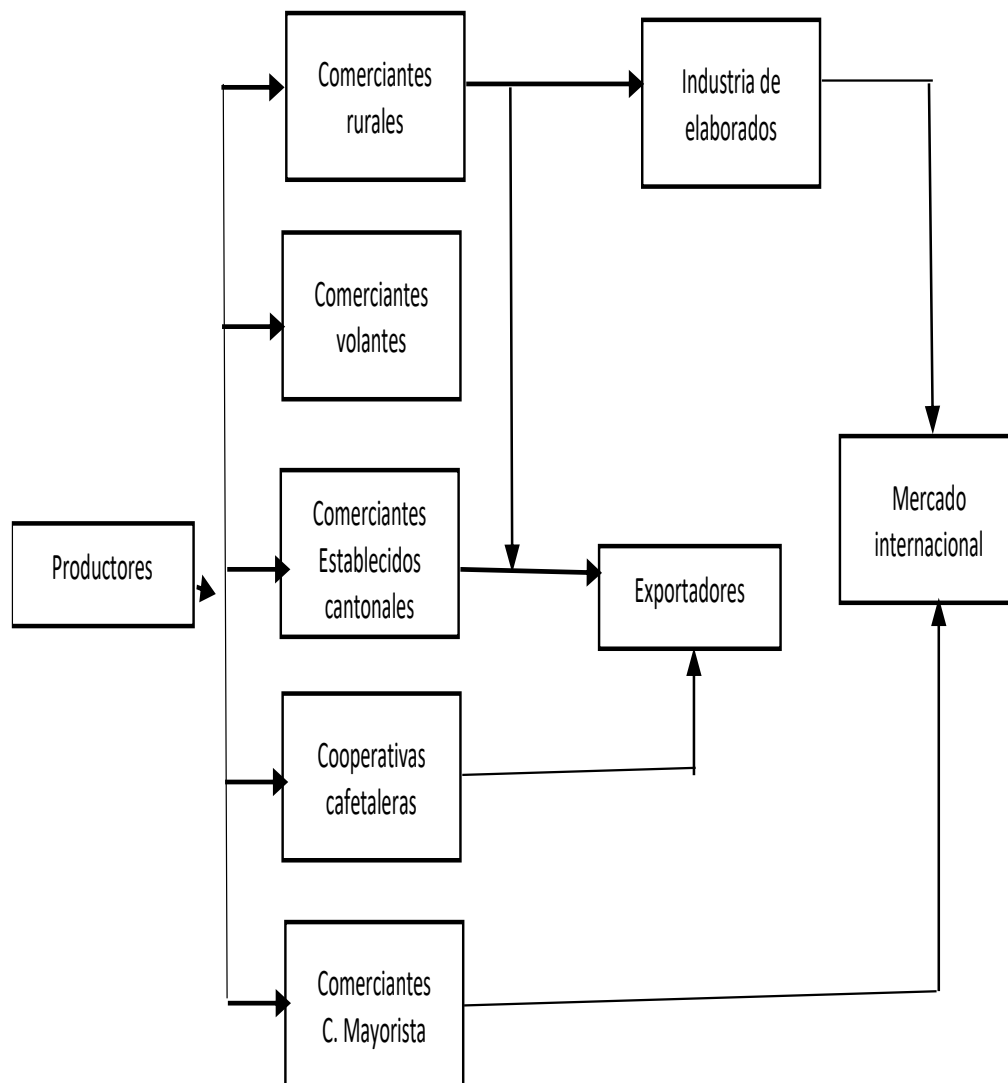 Comerciantes
rurales
Industria de
elaborados
Comerciantes
volantes
Mercado
internacional
Comerciantes
Establecidos
cantonales
Productores
Exportadores
Cooperativas
cafetaleras
Comerciantes
C. Mayorista